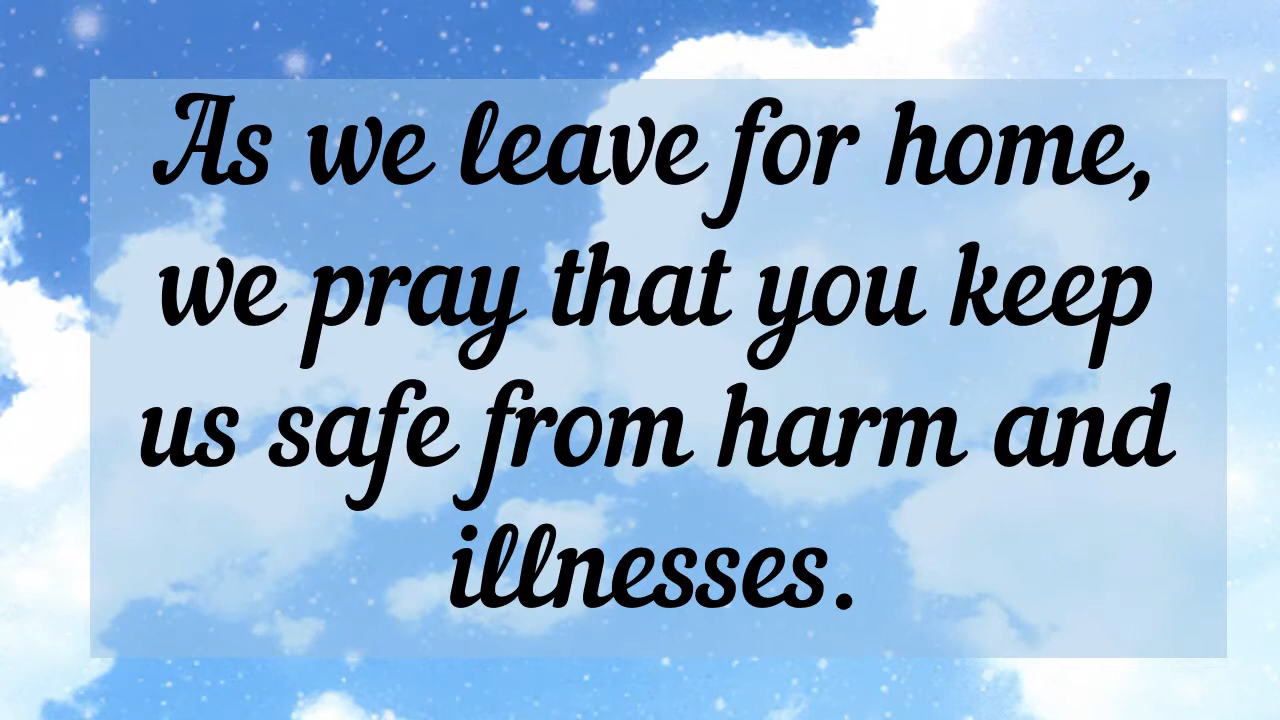 As we leave for home,
we pray that you keep
us safe from harm and
illnesses.